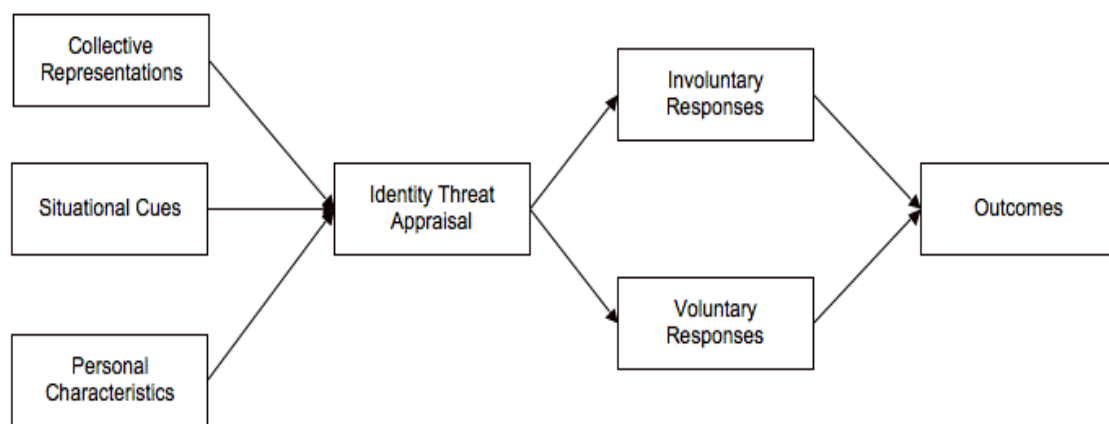 Collective
Representations
Situational Cues
Personal
Characteristics
Identity Threat
Appraisal
Involuntary
Responses
Voluntary
Responses
Outcomes